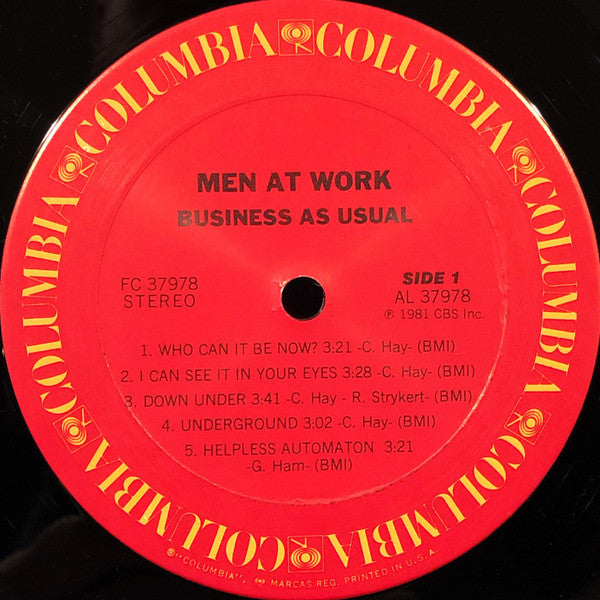 COLUMBIA COLUMBIA COLUMBIA COLUMBIA COLUMBIA COLUMBIA
MEN AT WORK
BUSINESS AS USUAL
FC 37978
STEREO
SIDE 1
AL 37978
℗ 1981 CBS Inc.
1. WHO CAN IT BE NOW? 3:21 -C. Hay- (BMI)
2. I CAN SEE IT IN YOUR EYES 3:28 -C. Hay- (BMI)
3. DOWN UNDER 3:41 -C. Hay - R. Strykert- (BMI)
4. UNDERGROUND 3:02 -C. Hay- (BMI)
5. HELPLESS AUTOMATON 3:21
-G. Ham- (BMI)
®"COLUMBIA", MARCAS REG. PRINTED IN U.S.A.